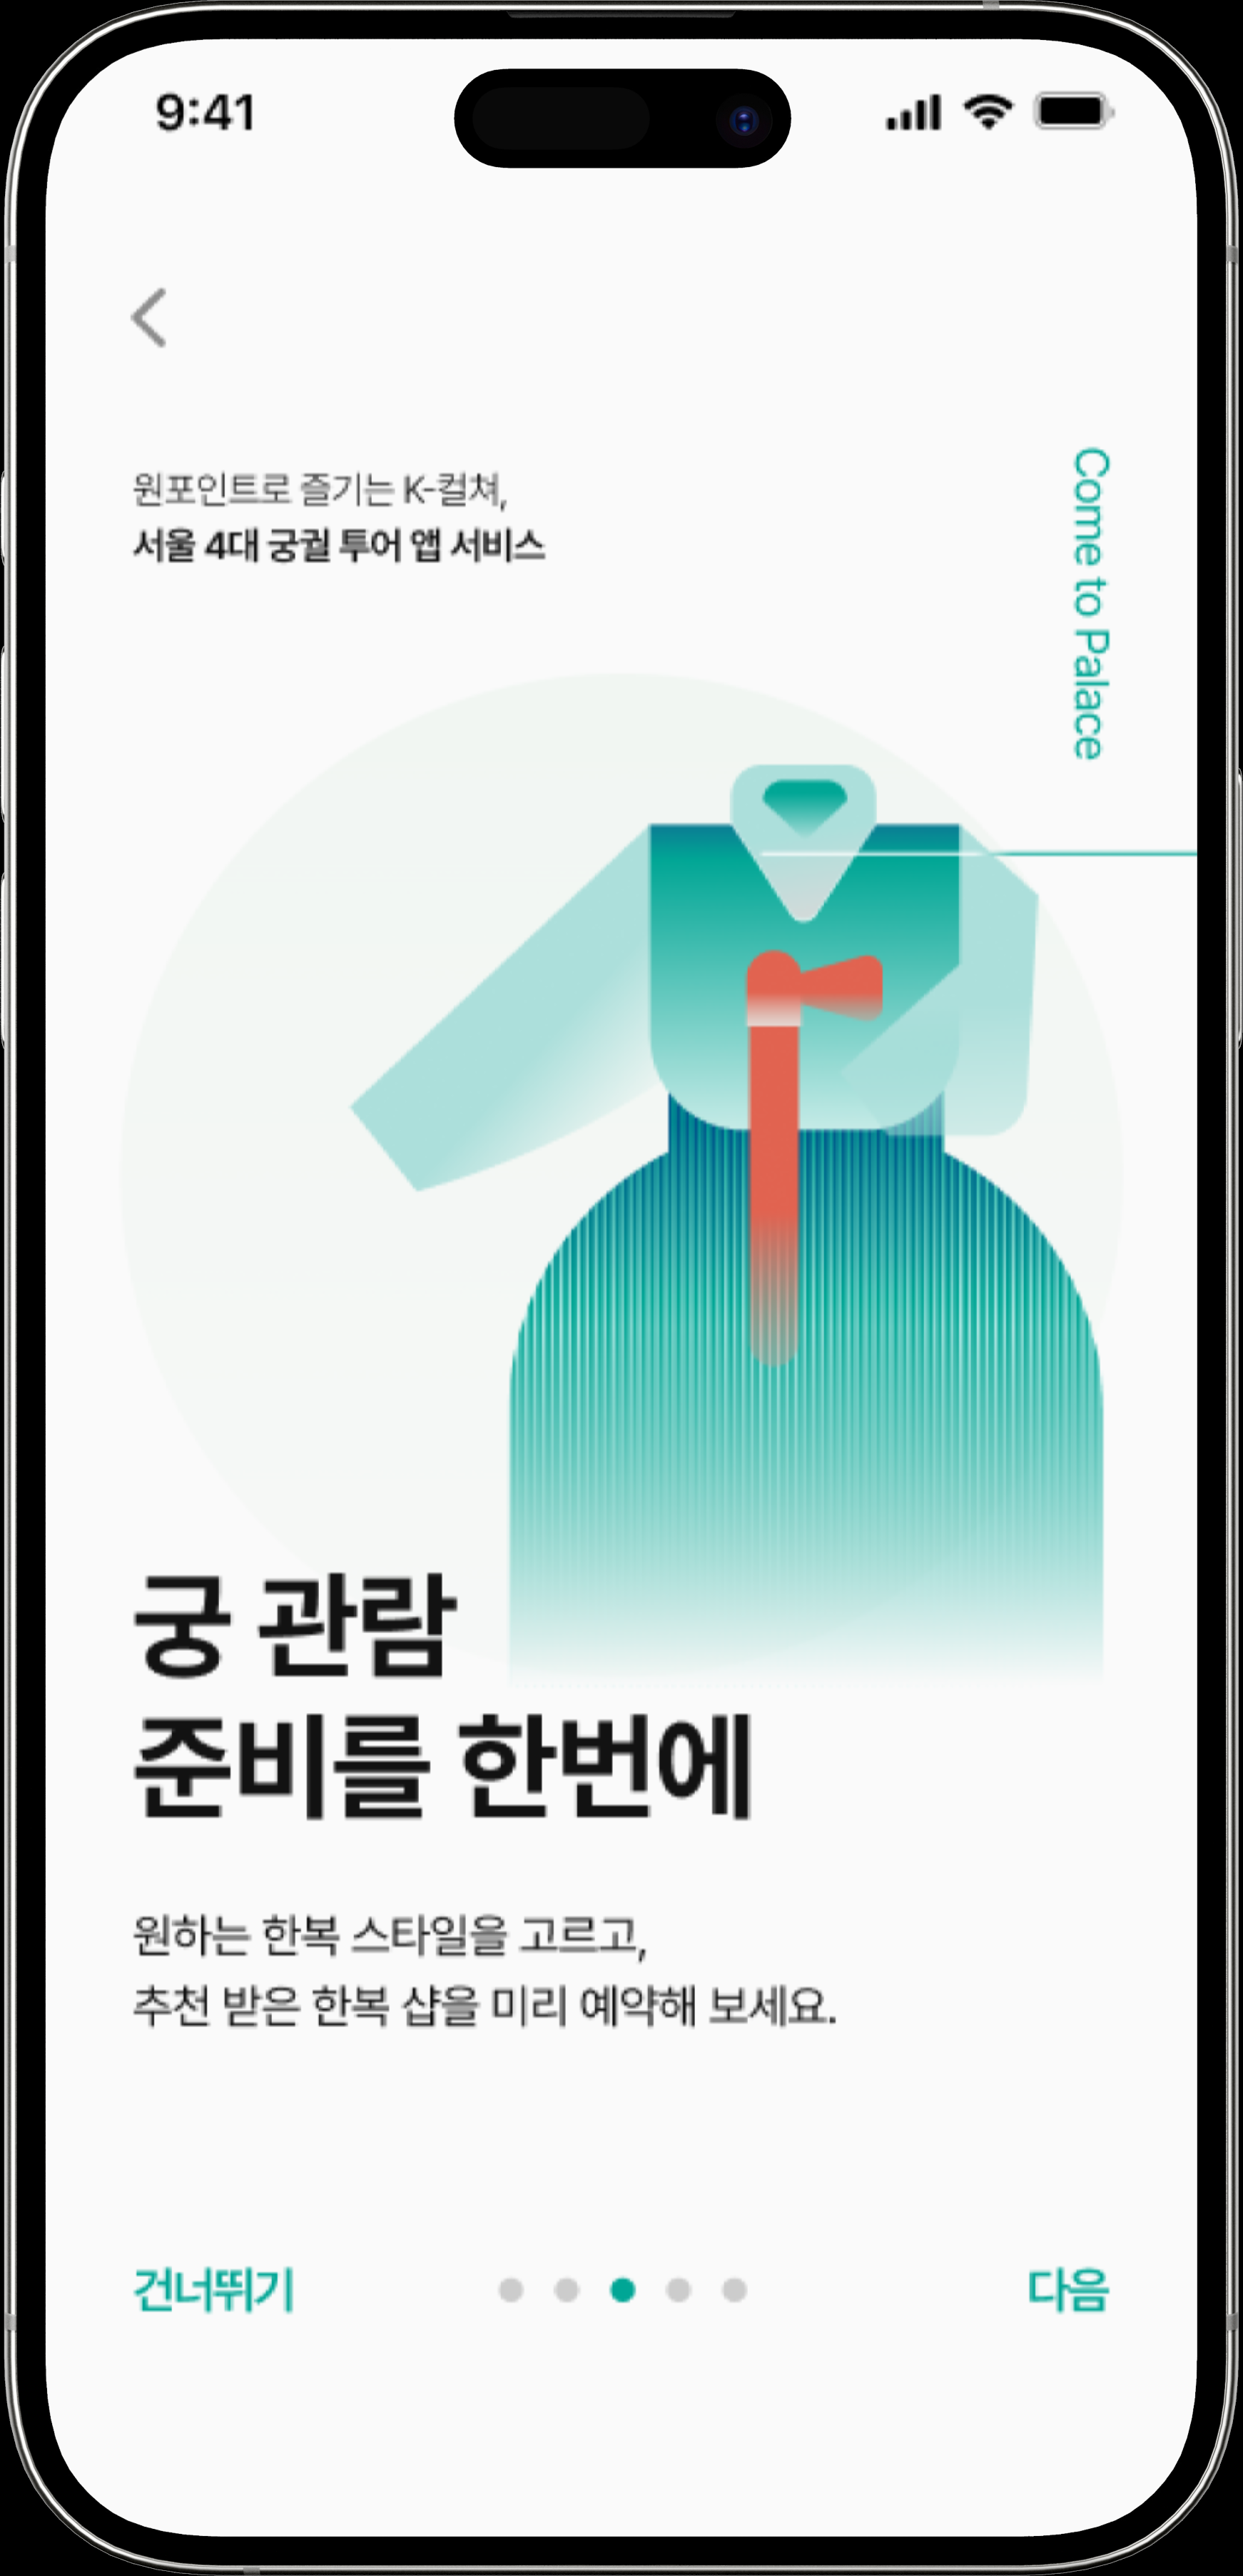 9:41
원포인트로 즐기는 K-컬쳐,
서울 4대 궁궐 투어 앱 서비스
Come to Palace
궁 관람
준비를 한번에
원하는 한복 스타일을 고르고,
추천 받은 한복 샵을 미리 예약해 보세요.
건너뛰기
다음